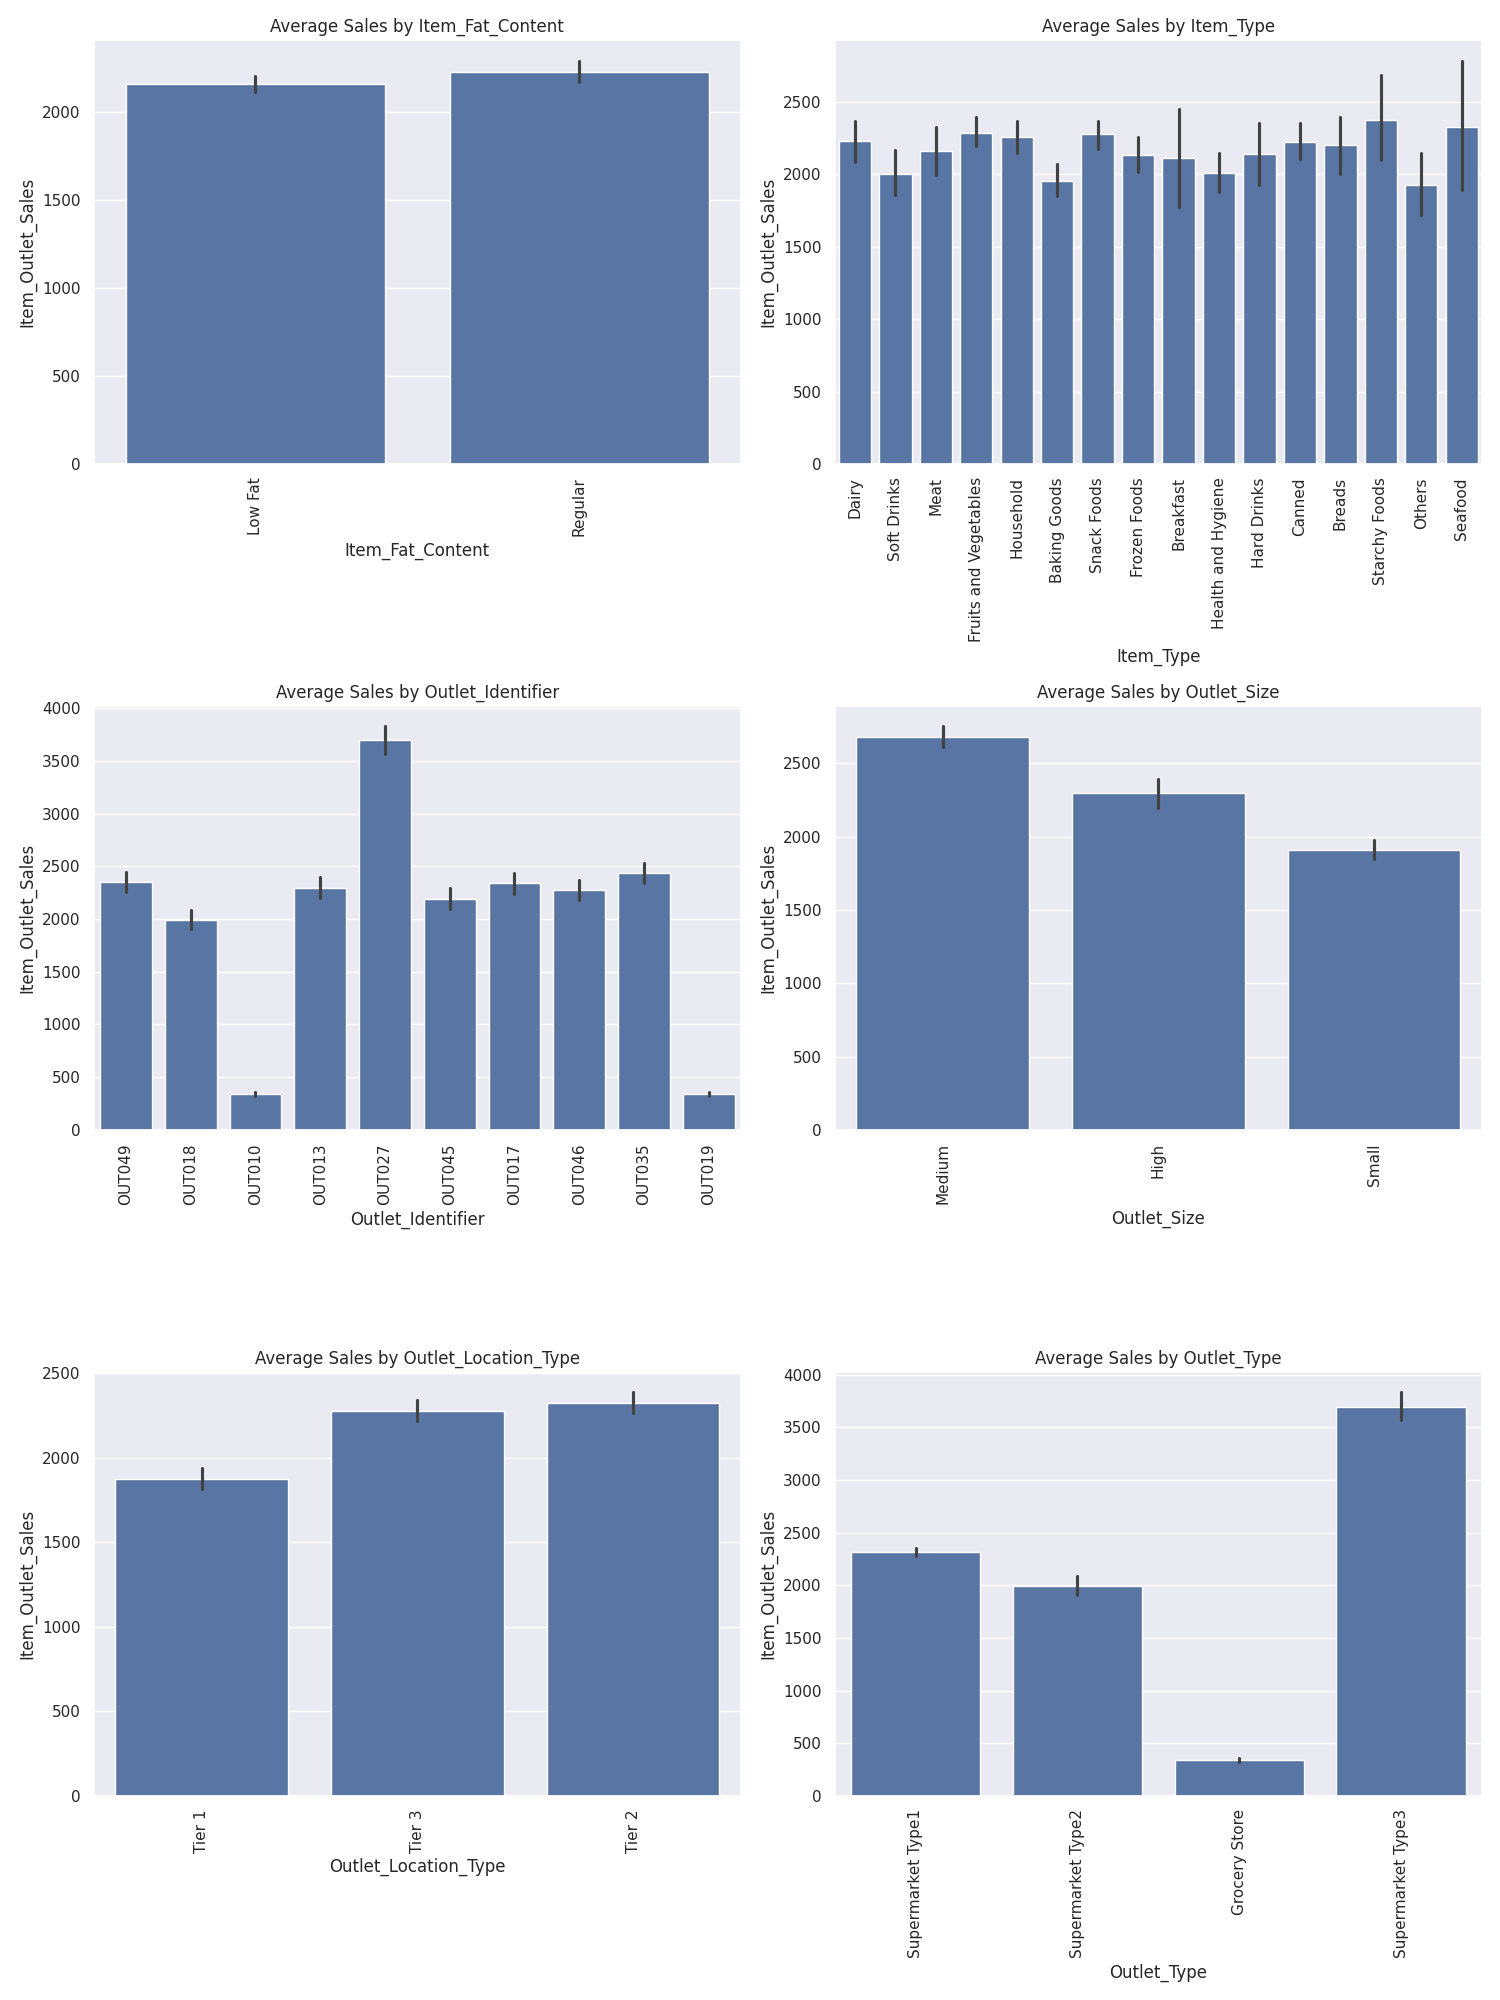 Average Sales by Item_Fat_Content
Item_Outlet_Sales
2000
1500
1000
500
0
Low Fat
Regular
Item_Fat_Content
Average Sales by Item_Type
Item_Outlet_Sales
2500
2000
1500
1000
500
0
Dairy
Soft Drinks
Meat
Fruits and Vegetables
Household
Baking Goods
Snack Foods
Frozen Foods
Breakfast
Health and Hygiene
Hard Drinks
Canned
Breads
Starchy Foods
Others
Seafood
Item_Type
Average Sales by Outlet_Identifier
Item_Outlet_Sales
4000
3500
3000
2500
2000
1500
1000
500
0
OUT049
OUT018
OUT010
OUT013
OUT027
OUT045
OUT017
OUT046
OUT035
OUT019
Outlet_Identifier
Average Sales by Outlet_Size
Item_Outlet_Sales
2500
2000
1500
1000
500
0
Medium
High
Small
Outlet_Size
Average Sales by Outlet_Location_Type
Item_Outlet_Sales
2500
2000
1500
1000
500
0
Tier 1
Tier 3
Tier 2
Outlet_Location_Type
Average Sales by Outlet_Type
Item_Outlet_Sales
4000
3500
3000
2500
2000
1500
1000
500
0
Supermarket Type1
Supermarket Type2
Grocery Store
Supermarket Type3
Outlet_Type